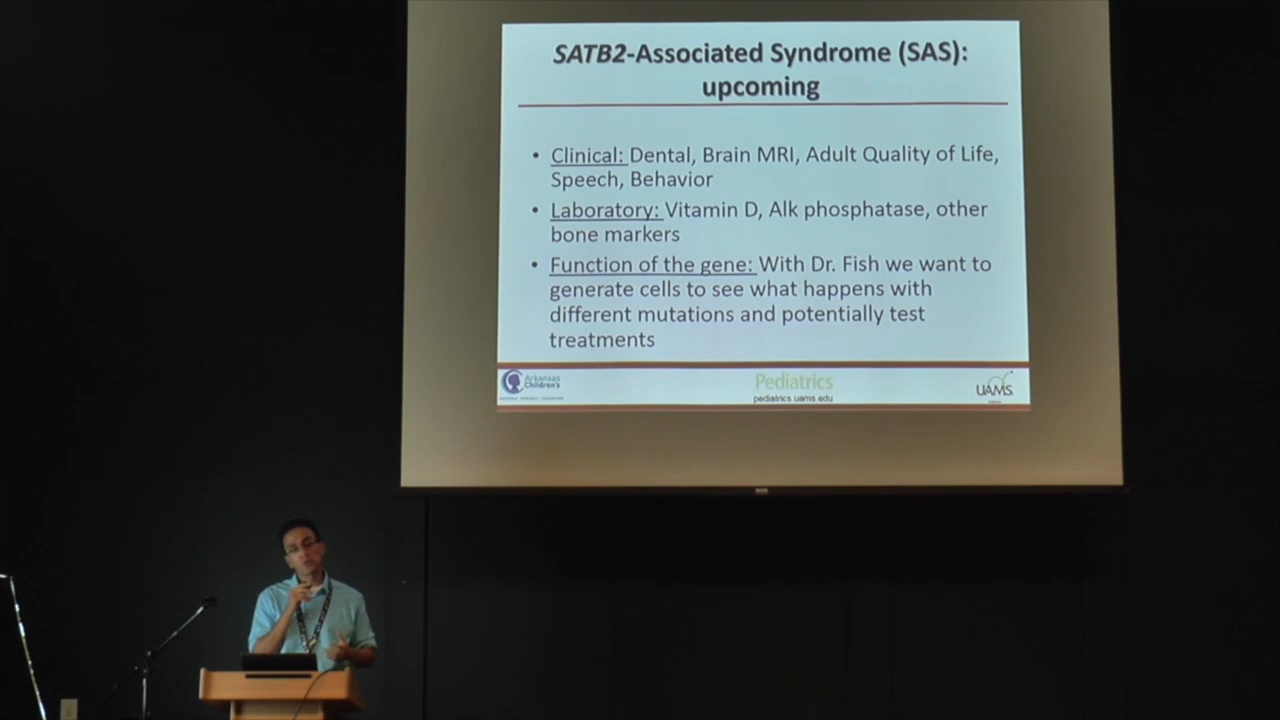 SATB2-Associated Syndrome (SAS):
upcoming
• Clinical: Dental, Brain MRI, Adult Quality of Life,
Speech, Behavior
• Laboratory: Vitamin D, Alk phosphatase, other
bone markers
• Function of the gene: With Dr. Fish we want to
generate cells to see what happens with
different mutations and potentially test
treatments
Arkansas
Children's
Pediatrics
pediatrics.uams.edu
UAMS